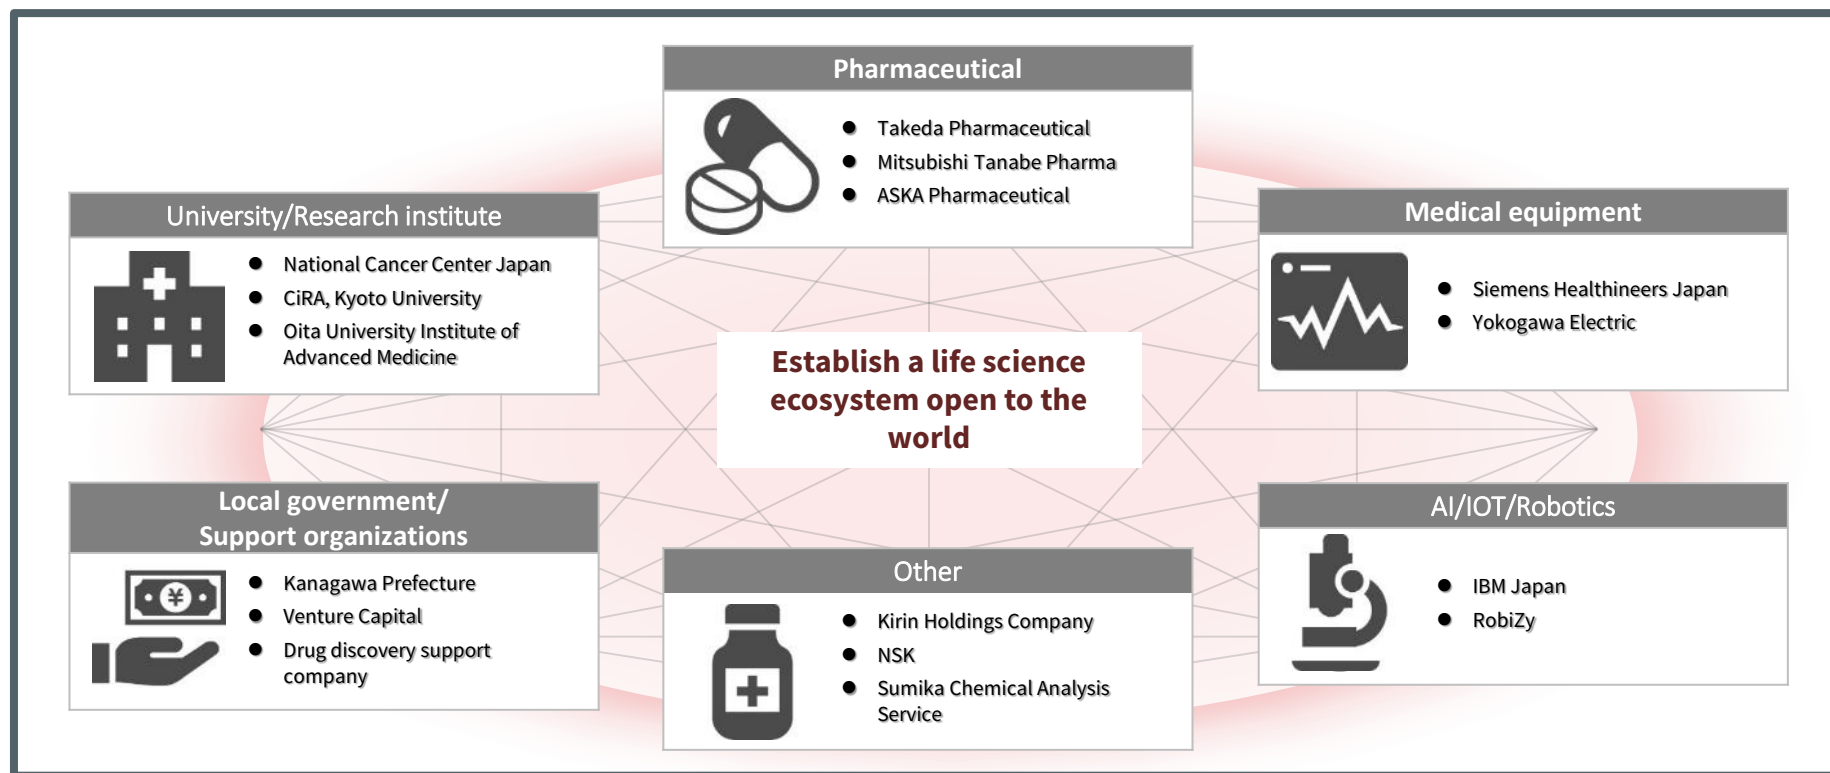 Pharmaceutical
Takeda Pharmaceutical
Mitsubishi Tanabe Pharma
ASKA Pharmaceutical
University/Research institute
National Cancer Center Japan
CiRA, Kyoto University
Oita University Institute of
Advanced Medicine
Medical equipment
Siemens Healthineers Japan
Yokogawa Electric
Establish a life science
ecosystem open to the
world
Local government/
Support organizations
¥
Kanagawa Prefecture
Venture Capital
Drug discovery support
company
Other
Kirin Holdings Company
NSK
Sumika Chemical Analysis
Service
AI/IOT/Robotics
IBM Japan
RobiZy